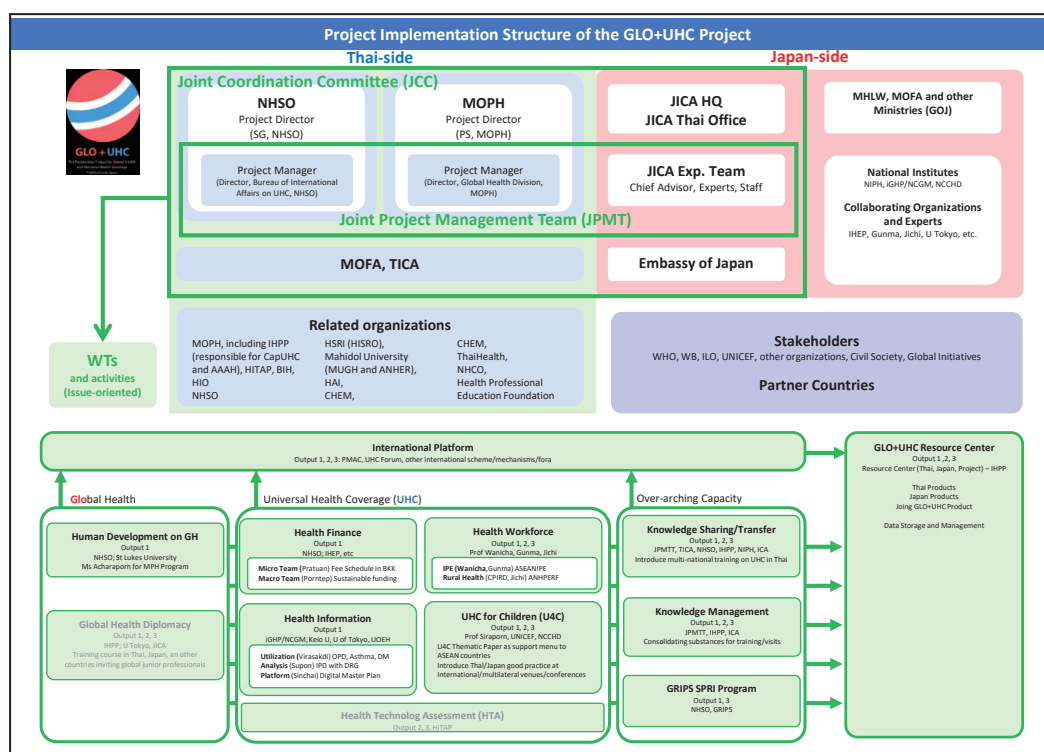 Project Implementation Structure of the GLO+UHC Project
Thai-side
Japan-side
GLO + UHC
Joint Coordination Committee (JCC)
NHSO
Project Director
(SG, NHSO)
MOPH
Project Director
(PS, MOPH)
JICA HQ
JICA Thai Office
MHLW, MOFA and other
Ministries (GOJ)
Project Manager
(Director, Bureau of International
Affairs on UHC, NHSO)
Project Manager
(Director, Global Health Division,
MOPH)
JICA Exp. Team
Chief Advisor, Experts, Staff
National Institutes
NIPH, iGHP/NCGM, NCCHD
Collaborating Organizations
and Experts
IHEP, Gunma, Jichi, U Tokyo, etc.
Joint Project Management Team (JPMT)
MOFA, TICA
Embassy of Japan
Related organizations
MOPH, including IHPP
(responsible for CapUHC
and AAAH), HITAP, BIH,
HIO
NHSO
HSRI (HISRO),
Mahidol University
(MUGH and ANHER),
HAI,
CHEM,
CHEM,
ThaiHealth,
NHCO,
Health Professional
Education Foundation
Stakeholders
WHO, WB, ILO, UNICEF, other organizations, Civil Society, Global Initiatives
Partner Countries
WTs
and activities
(Issue-oriented)
International Platform
Output 1, 2, 3: PMAC, UHC Forum, other international scheme/mechanisms/fora
GLO+UHC Resource Center
Output 1 ,2, 3
Resource Center (Thai, Japan, Project) – IHPP
Thai Products
Japan Products
Joing GLO+UHC Product
Data Storage and Management
Global Health
Universal Health Coverage (UHC)
Over-arching Capacity
Human Development on GH
Output 1
NHSO; St Lukes University
Ms Acharaporn for MPH Program
Global Health Diplomacy
Output 1, 2, 3
IHPP; U Tokyo, JICA
Training course in Thai, Japan, an other
countries inviting global junior professionals
Health Finance
Output 1
NHSO; IHEP, etc
Micro Team (Pratuan) Fee Schedule in BKK
Macro Team (Porntep) Sustainable funding
Health Workforce
Output 1, 2, 3
Prof Wanicha, Gunma, Jichi
IPE (Wanicha,Gunma) ASEANIPE
Rural Health (CPIRD, Jichi) ANHPERF
Health Information
Output 1
iGHP/NCGM, Keio U, U of Tokyo, UOEH
Utilization (Virasakdi) OPD, Asthma, DM
Analysis (Supon) IPD with DRG
Platform (Sinchai) Digital Master Plan
UHC for Children (U4C)
Output 1, 2, 3
Prof Siraporn, UNICEF, NCCHD
U4C Thematic Paper as support menu to
ASEAN countries
Introduce Thai/Japan good practice at
International/multilateral venues/conferences
Health Technolog Assessment (HTA)
Output 2, 3, HiTAP
Knowledge Sharing/Transfer
Output 1, 2, 3
JPMTT, TICA, NHSO, IHPP, NIPH, ICA
Introduce multi-national training on UHC in Thai
Knowledge Management
Output 1, 2, 3
JPMTT, IHPP, ICA
Consolidating substances for training/visits
GRIPS SPRI Program
Output 1, 3
NHSO, GRIPS